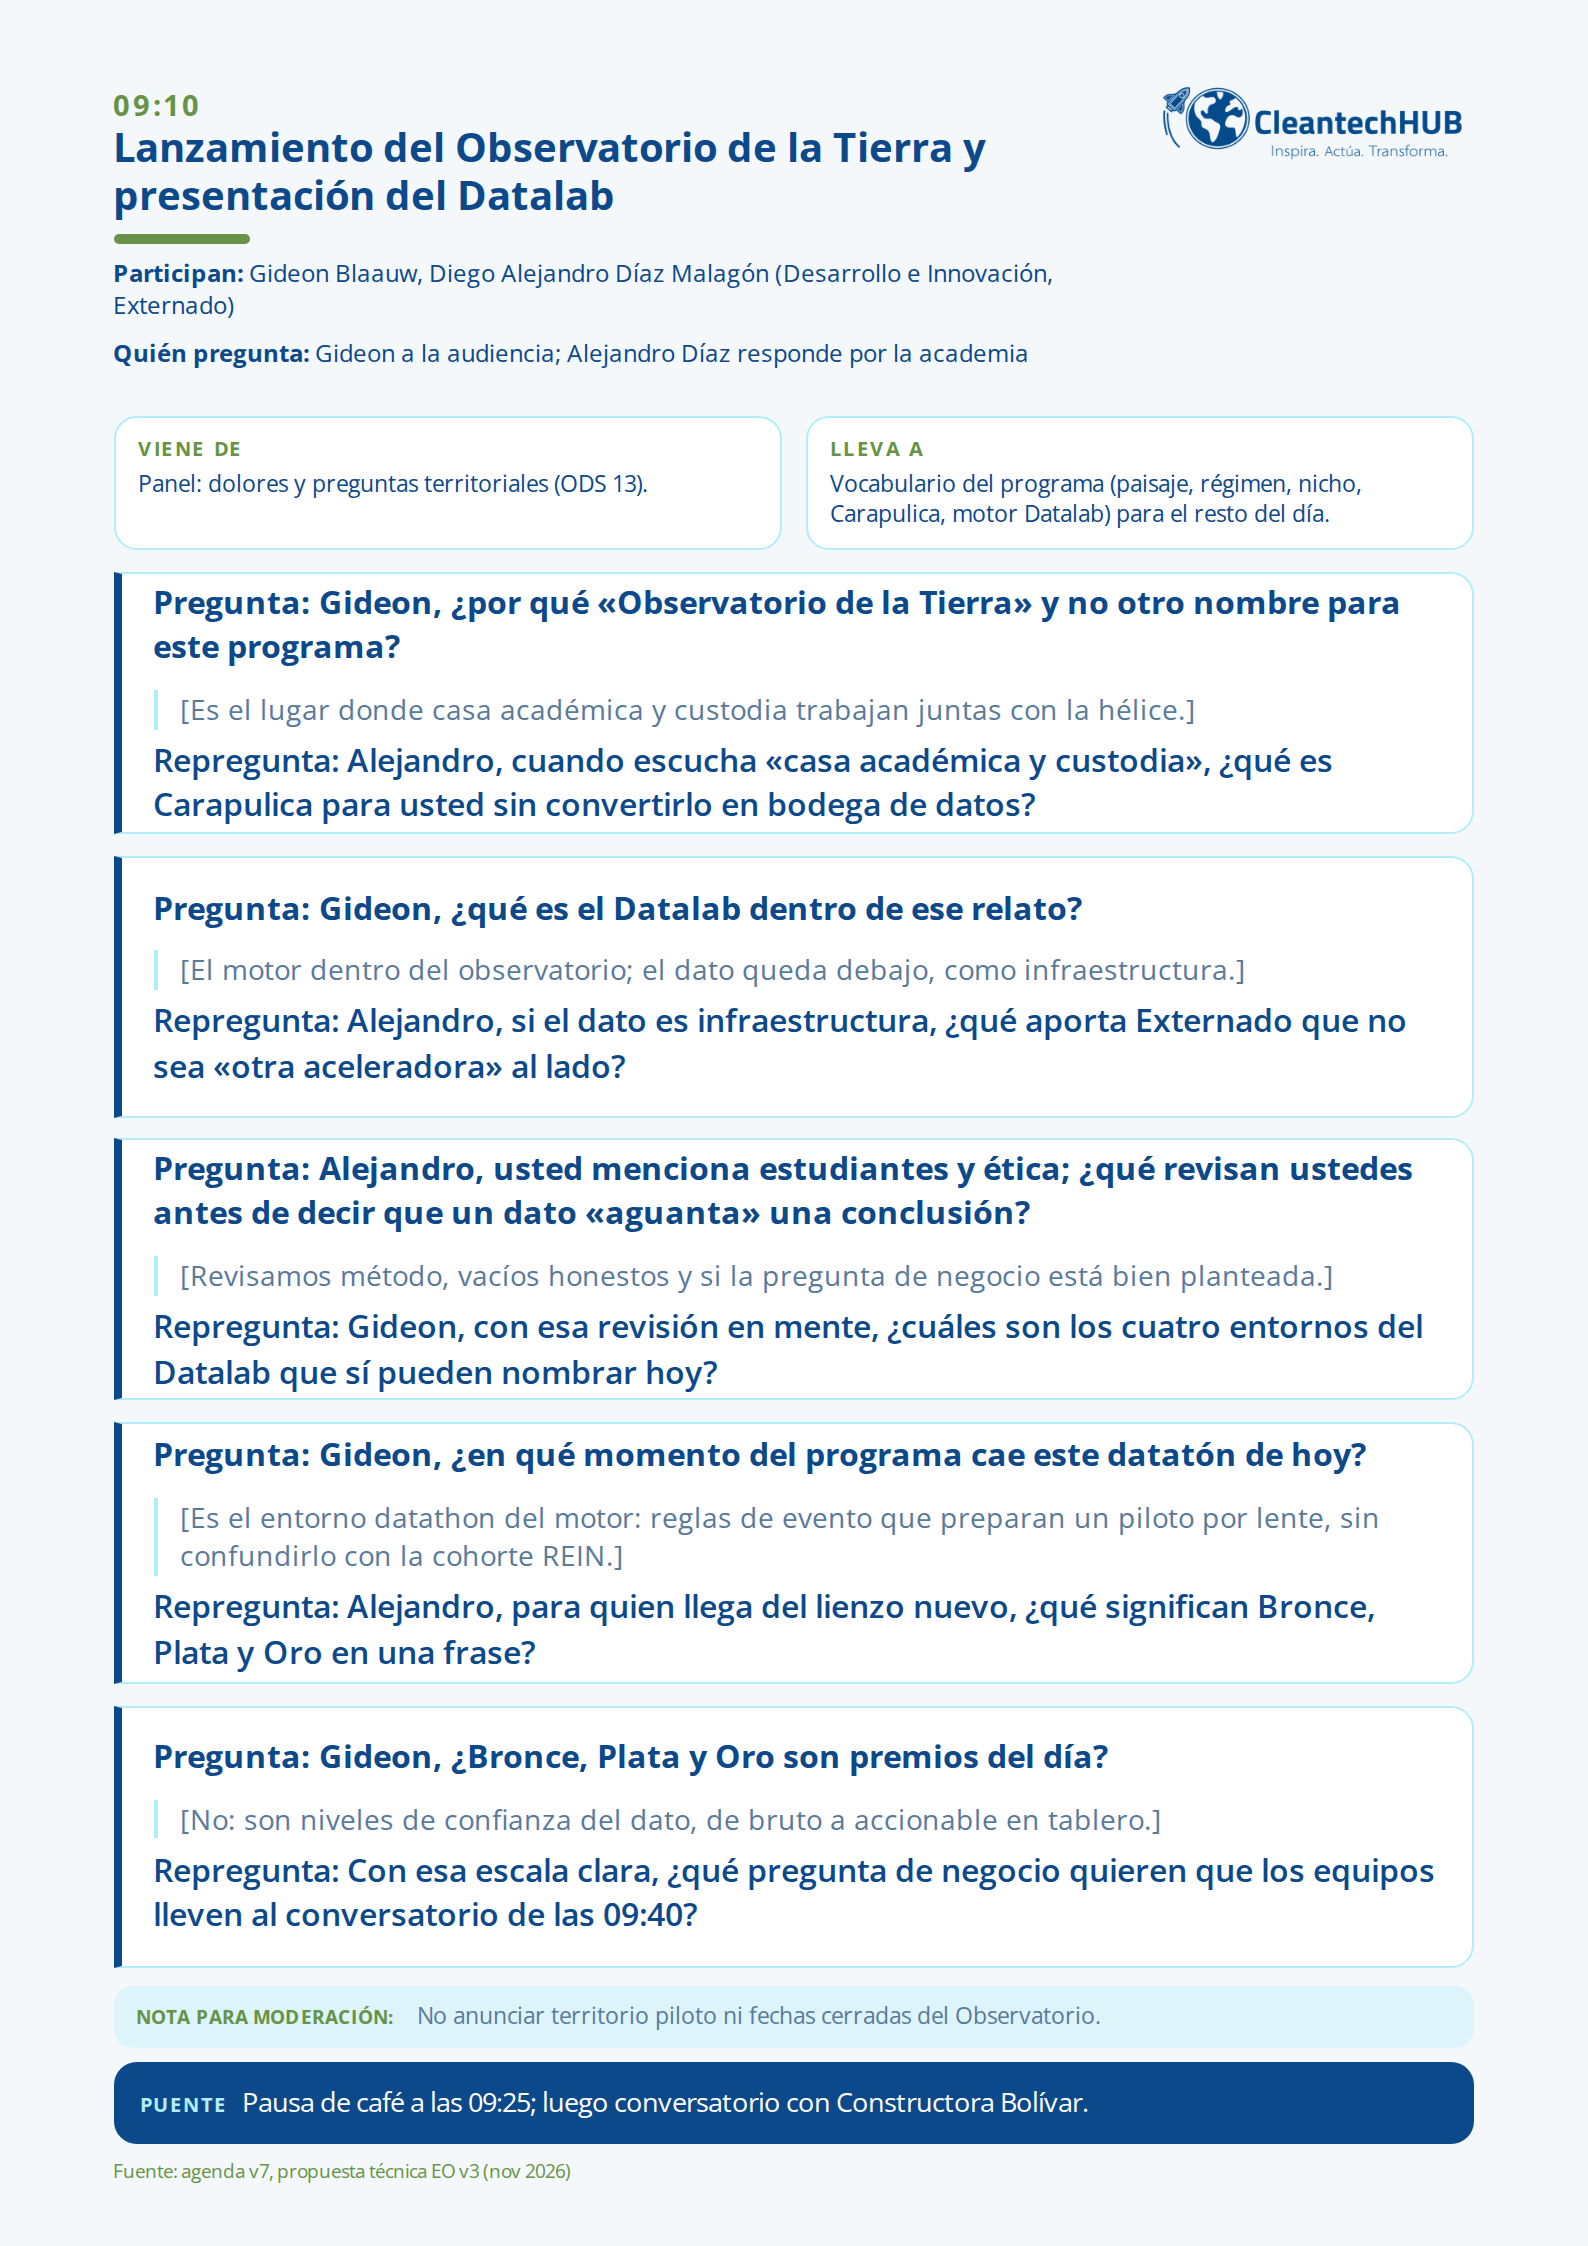 09:10
Lanzamiento del Observatorio de la Tierra y
presentación del Datalab
CleantechHUB
Inspira. Actúa. Transforma.
Participan: Gideon Blaauw, Diego Alejandro Díaz Malagón (Desarrollo e Innovación,
Externado)
Quién pregunta: Gideon a la audiencia; Alejandro Díaz responde por la academia
VIENE DE
Panel: dolores y preguntas territoriales (ODS 13).
LLEVA A
Vocabulario del programa (paisaje, régimen, nicho,
Carapulica, motor Datalab) para el resto del día.
Pregunta: Gideon, ¿por qué «Observatorio de la Tierra» y no otro nombre para
este programa?
[Es el lugar donde casa académica y custodia trabajan juntas con la hélice.]
Repregunta: Alejandro, cuando escucha «casa académica y custodia», ¿qué es
Carapulica para usted sin convertirlo en bodega de datos?
Pregunta: Gideon, ¿qué es el Datalab dentro de ese relato?
[El motor dentro del observatorio; el dato queda debajo, como infraestructura.]
Repregunta: Alejandro, si el dato es infraestructura, ¿qué aporta Externado que no
sea «otra aceleradora» al lado?
Pregunta: Alejandro, usted menciona estudiantes y ética; ¿qué revisan ustedes
antes de decir que un dato «aguanta» una conclusión?
[Revisamos método, vacíos honestos y si la pregunta de negocio está bien planteada.]
Repregunta: Gideon, con esa revisión en mente, ¿cuáles son los cuatro entornos del
Datalab que sí pueden nombrar hoy?
Pregunta: Gideon, ¿en qué momento del programa cae este datatón de hoy?
[Es el entorno datathon del motor: reglas de evento que preparan un piloto por lente, sin
confundirlo con la cohorte REIN.]
Repregunta: Alejandro, para quien llega del lienzo nuevo, ¿qué significan Bronce,
Plata y Oro en una frase?
Pregunta: Gideon, ¿Bronce, Plata y Oro son premios del día?
[No: son niveles de confianza del dato, de bruto a accionable en tablero.]
Repregunta: Con esa escala clara, ¿qué pregunta de negocio quieren que los equipos
lleven al conversatorio de las 09:40?
NOTA PARA MODERACIÓN: No anunciar territorio piloto ni fechas cerradas del Observatorio.
PUENTE Pausa de café a las 09:25; luego conversatorio con Constructora Bolívar.
Fuente: agenda v7, propuesta técnica EO v3 (nov 2026)